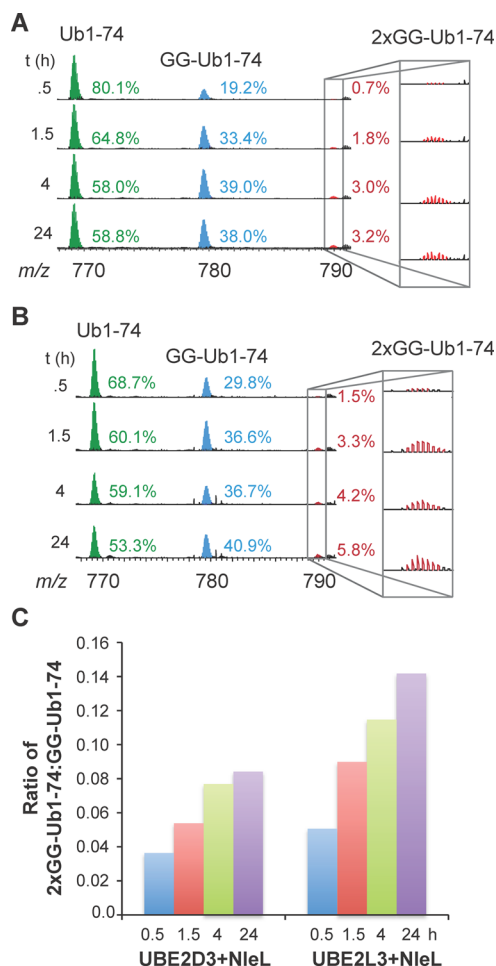 A
Ub1-74
2xGG-Ub1-74
t (h)
GG-Ub1-74
.5
80.1%
19.2%
0.7%
1.5
64.8%
33.4%
1.8%
4
58.0%
39.0%
3.0%
24
58.8%
38.0%
3.2%
m/z
770
780
790
B
Ub1-74
2xGG-Ub1-74
t (h)
GG-Ub1-74
.5
68.7%
29.8%
1.5%
1.5
60.1%
36.6%
3.3%
4
59.1%
36.7%
4.2%
24
53.3%
40.9%
5.8%
m/z
770
780
790
C
Ratio of
2xGG-Ub1-74:GG-Ub1-74
0.16
0.14
0.12
0.10
0.08
0.06
0.04
0.02
0.0
0.5 1.5 4 24 0.5 1.5 4 24 h
UBE2D3+NleL UBE2L3+NleL